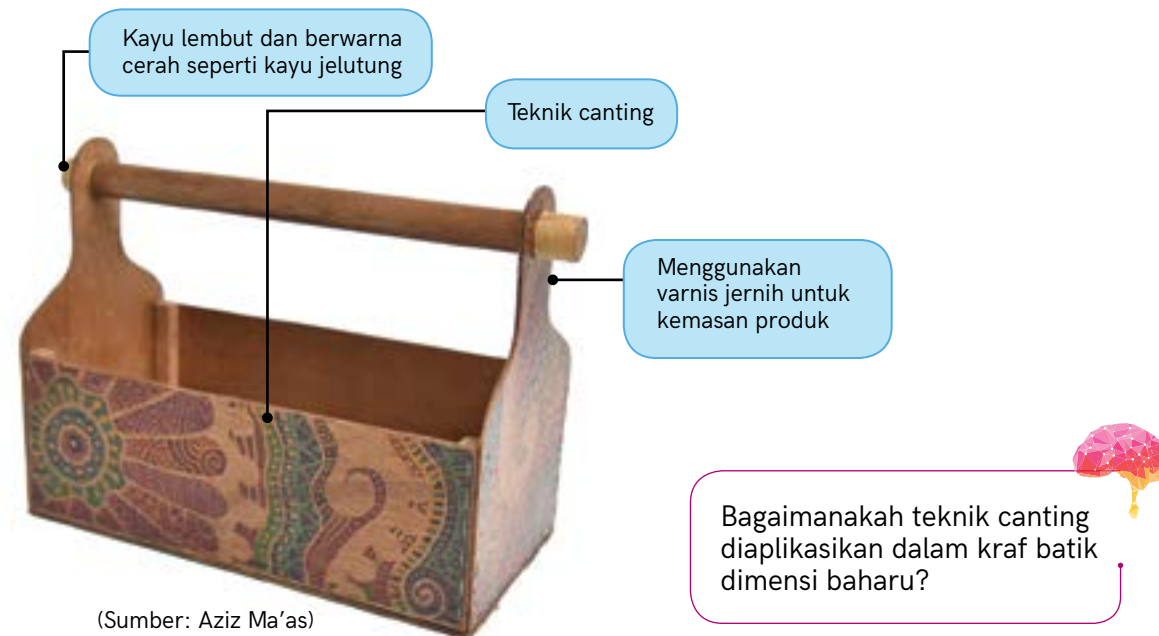 Kayu lembut dan berwarna
cerah seperti kayu jelutung
Teknik canting
Menggunakan
varnis jernih untuk
kemasan produk
Bagaimanakah teknik canting
diaplikasikan dalam kraf batik
dimensi baharu?
(Sumber: Aziz Ma’as)